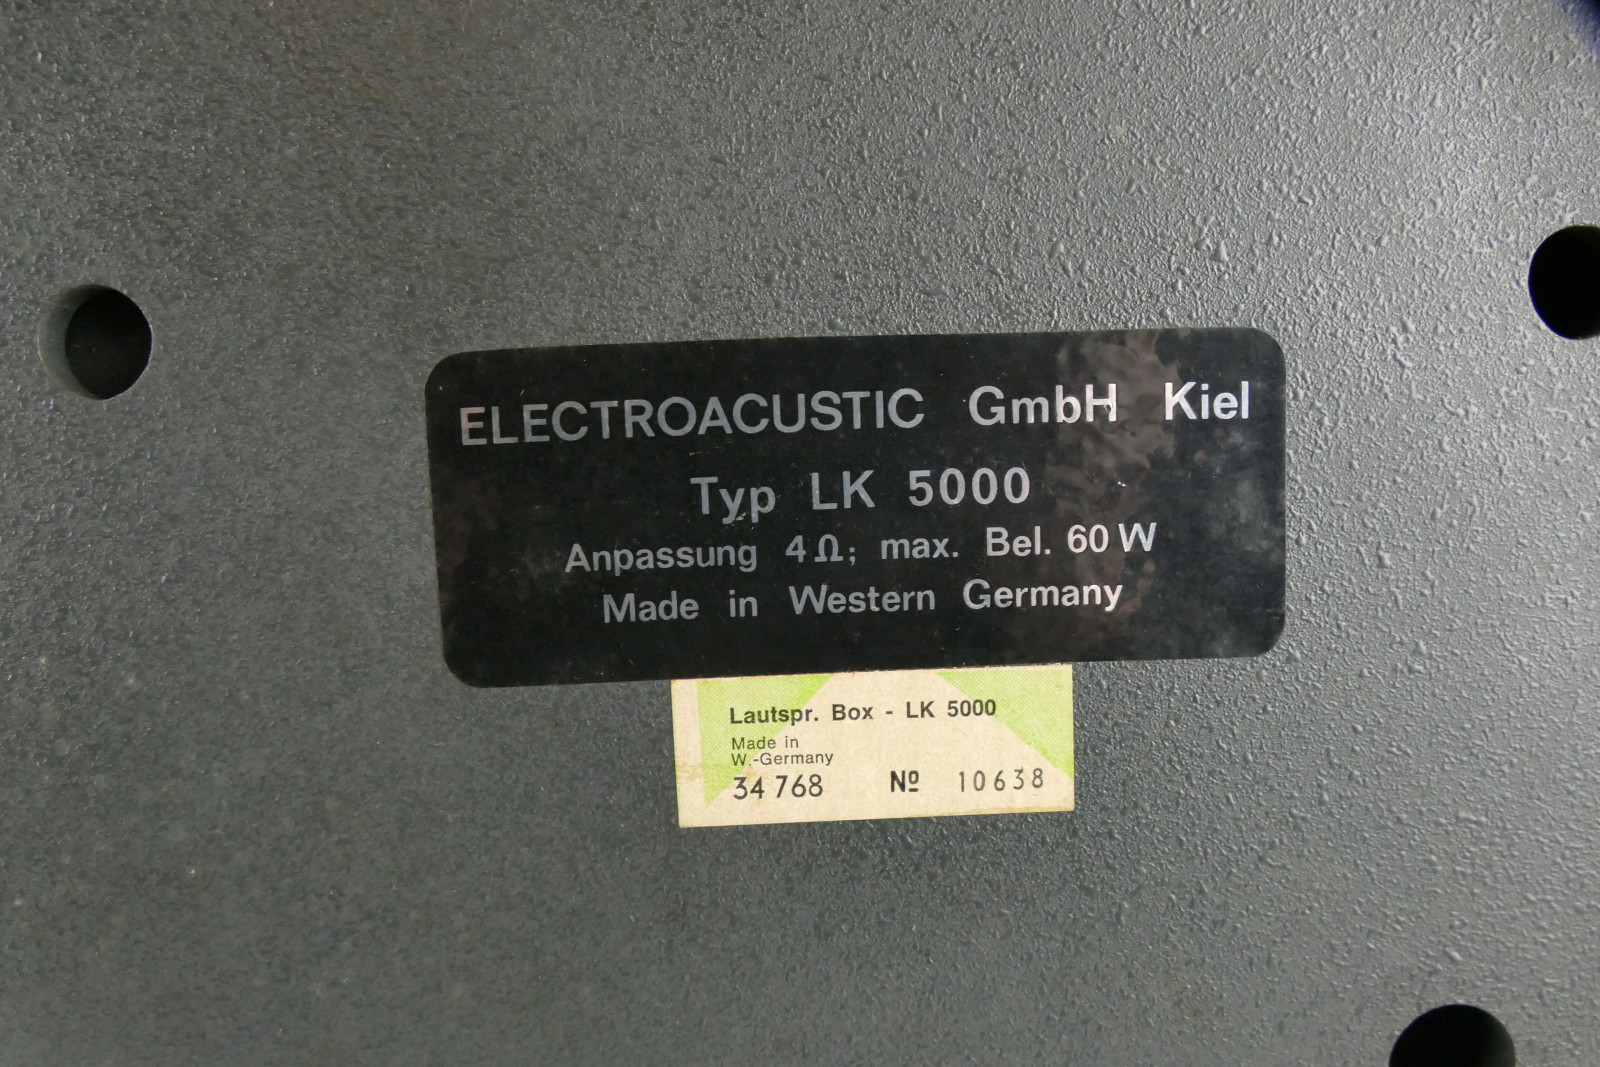 ELECTROACUSTIC GmbH Kiel
Typ LK 5000
Anpassung 4Ω; max. Bel. 60 W
Made in Western Germany
Lautspr. Box - LK 5000
Made in
W.-Germany
34 768 Nº 10638